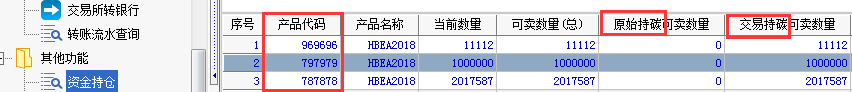 交易所转银行
转账流水查询
其他功能
资金持仓
序号 产品代码 产品名称 当前数量 可卖数量(总) 原始持碳可卖数量 交易持碳可卖数量
1 969696 HBEA2018 11112 11112 0 11112
2 797979 HBEA2018 1000000 1000000 0 1000000
3 787878 HBEA2018 2017587 2017587 0 2017587